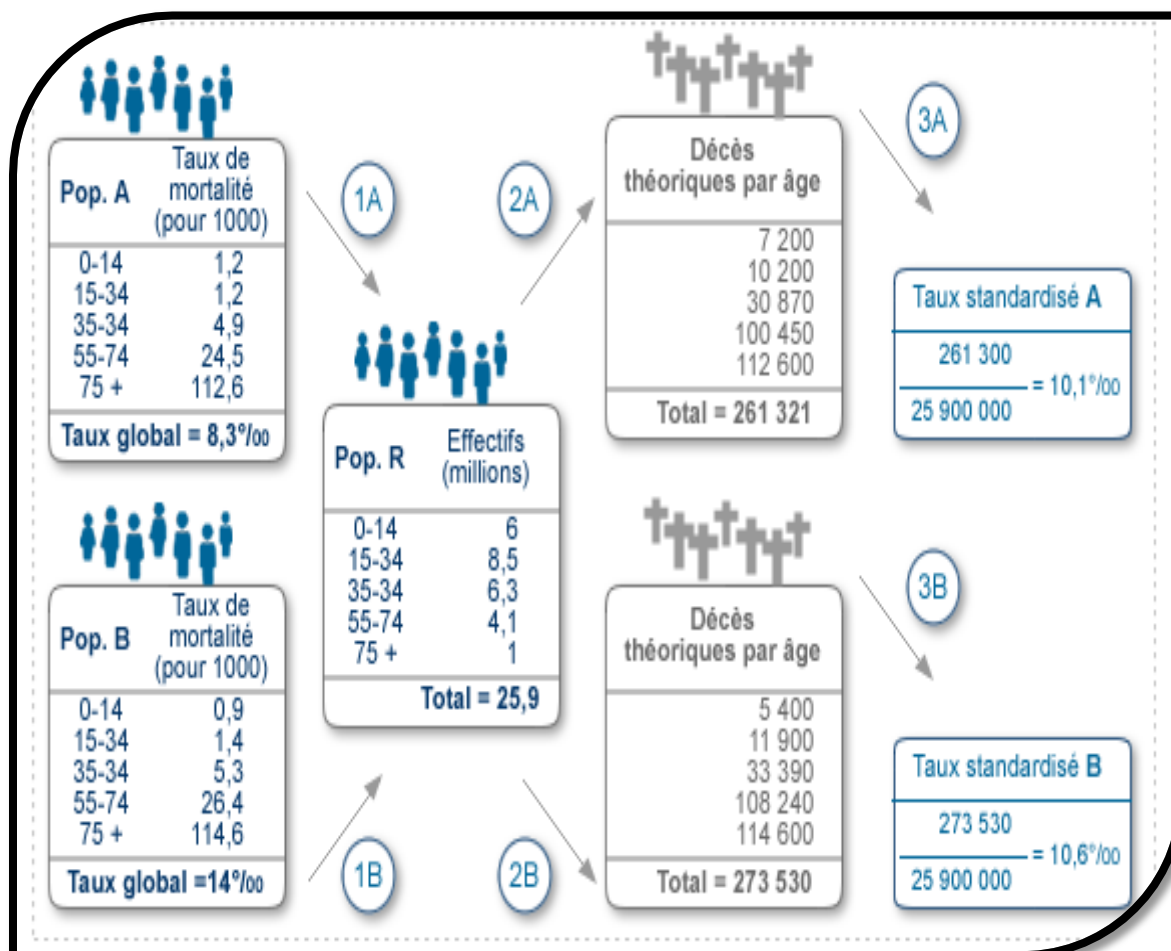 Pop. A Taux de mortalité (pour 1000)
0-14 1,2
15-34 1,2
35-34 4,9
55-74 24,5
75 + 112,6
Taux global = 8,3°/oo
1A
2A
Décès
théoriques par âge
7 200
10 200
30 870
100 450
112 600
Total = 261 321
3A
Taux standardisé A
261 300
25 900 000
= 10,1°/oo
Pop. R Effectifs (millions)
0-14 6
15-34 8,5
35-34 6,3
55-74 4,1
75 + 1
Total = 25,9
Pop. B Taux de mortalité (pour 1000)
0-14 0,9
15-34 1,4
35-34 5,3
55-74 26,4
75 + 114,6
Taux global =14°/oo
1B
2B
Décès
théoriques par âge
5 400
11 900
33 390
108 240
114 600
Total = 273 530
3B
Taux standardisé B
273 530
25 900 000
= 10,6°/oo